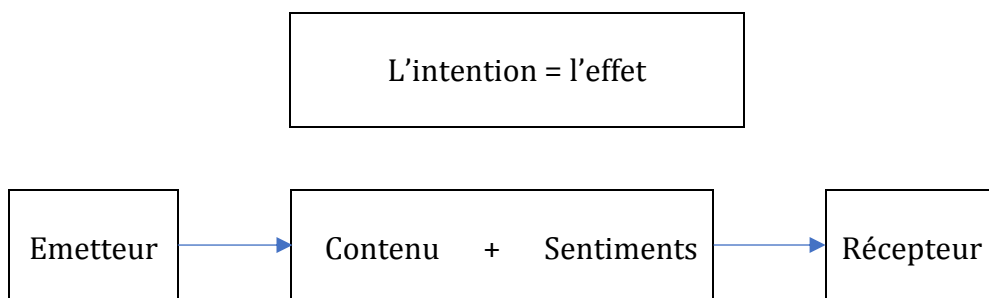 L’intention = l’effet
Emetteur
Contenu + Sentiments
Récepteur